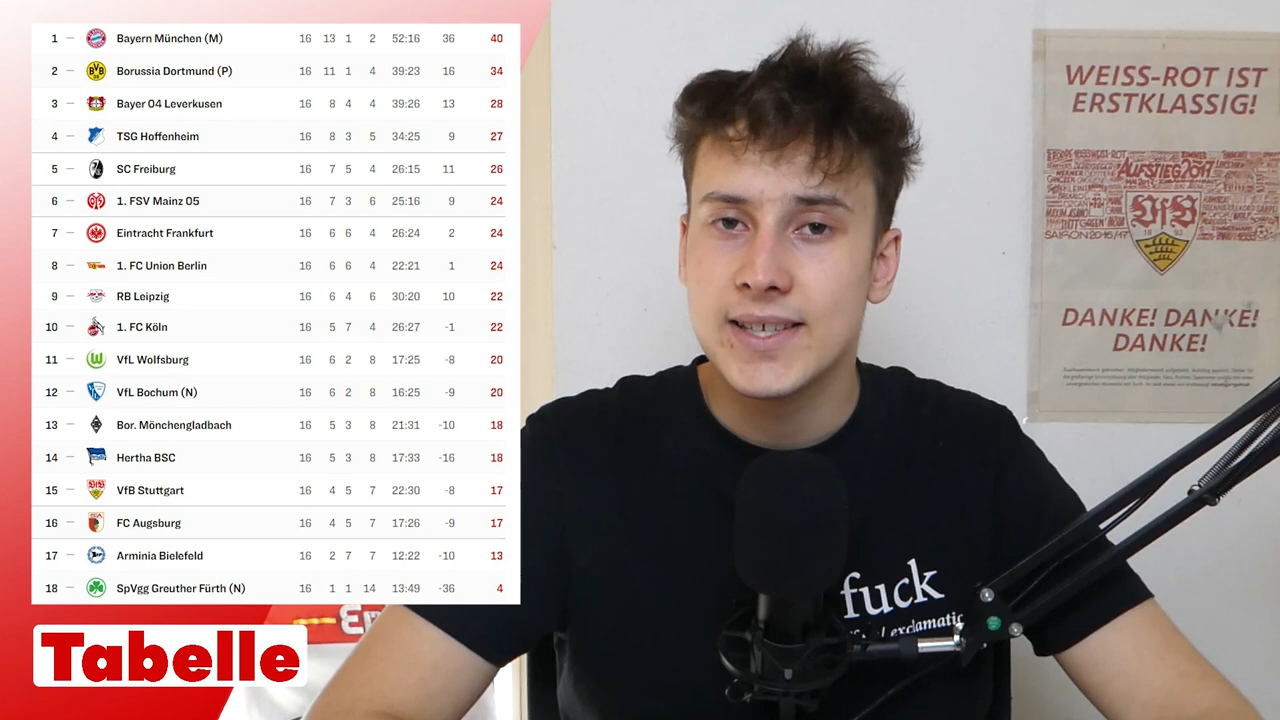 1 — Bayern München (M) 16 13 1 2 52:16 36 40
2 — Borussia Dortmund (P) 16 11 1 4 39:23 16 34
3 — Bayer 04 Leverkusen 16 8 4 4 39:26 13 28
4 — TSG Hoffenheim 16 8 3 5 34:25 9 27
5 — SC Freiburg 16 7 5 4 26:15 11 26
6 — 1. FSV Mainz 05 16 7 3 6 25:16 9 24
7 — Eintracht Frankfurt 16 6 6 4 26:24 2 24
8 — 1. FC Union Berlin 16 6 6 4 22:21 1 24
9 — RB Leipzig 16 6 4 6 30:20 10 22
10 — 1. FC Köln 16 5 7 4 26:27 -1 22
11 — VfL Wolfsburg 16 6 2 8 17:25 -8 20
12 — VfL Bochum (N) 16 6 2 8 16:25 -9 20
13 — Bor. Mönchengladbach 16 5 3 8 21:31 -10 18
14 — Hertha BSC 16 5 3 8 17:33 -16 18
15 — VfB Stuttgart 16 4 5 7 22:30 -8 17
16 — FC Augsburg 16 4 5 7 17:26 -9 17
17 — Arminia Bielefeld 16 2 7 7 12:22 -10 13
18 — SpVgg Greuther Fürth (N) 16 1 1 14 13:49 -36 4
Tabelle
WEISS-ROT IST
ERSTKLASSIG!
AUFSTIEG 2017
VfB
1893
SAISON 2016/17
DANKE! DANKE!
DANKE!
fuck
exclamatic